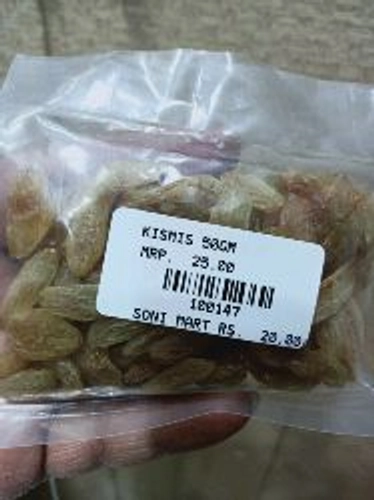 KISMIS 50GM
MRP. 25.00
100147
SONI MART RS. 20.00